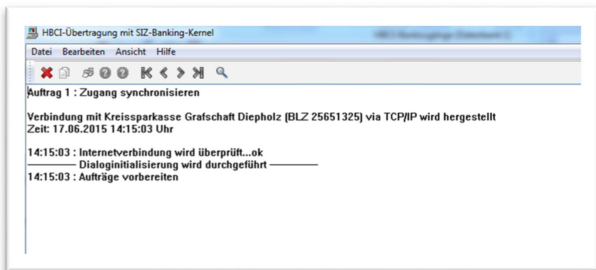 HBCI-Übertragung mit SIZ-Banking-Kernel
Datei Bearbeiten Ansicht Hilfe
Auftrag 1 : Zugang synchronisieren
Verbindung mit Kreissparkasse Grafschaft Diepholz (BLZ 25651325) via TCP/IP wird hergestellt
Zeit: 17.06.2015 14:15:03 Uhr
14:15:03 : Internetverbindung wird überprüft...ok
Dialoginitialisierung wird durchgeführt
14:15:03 : Aufträge vorbereiten